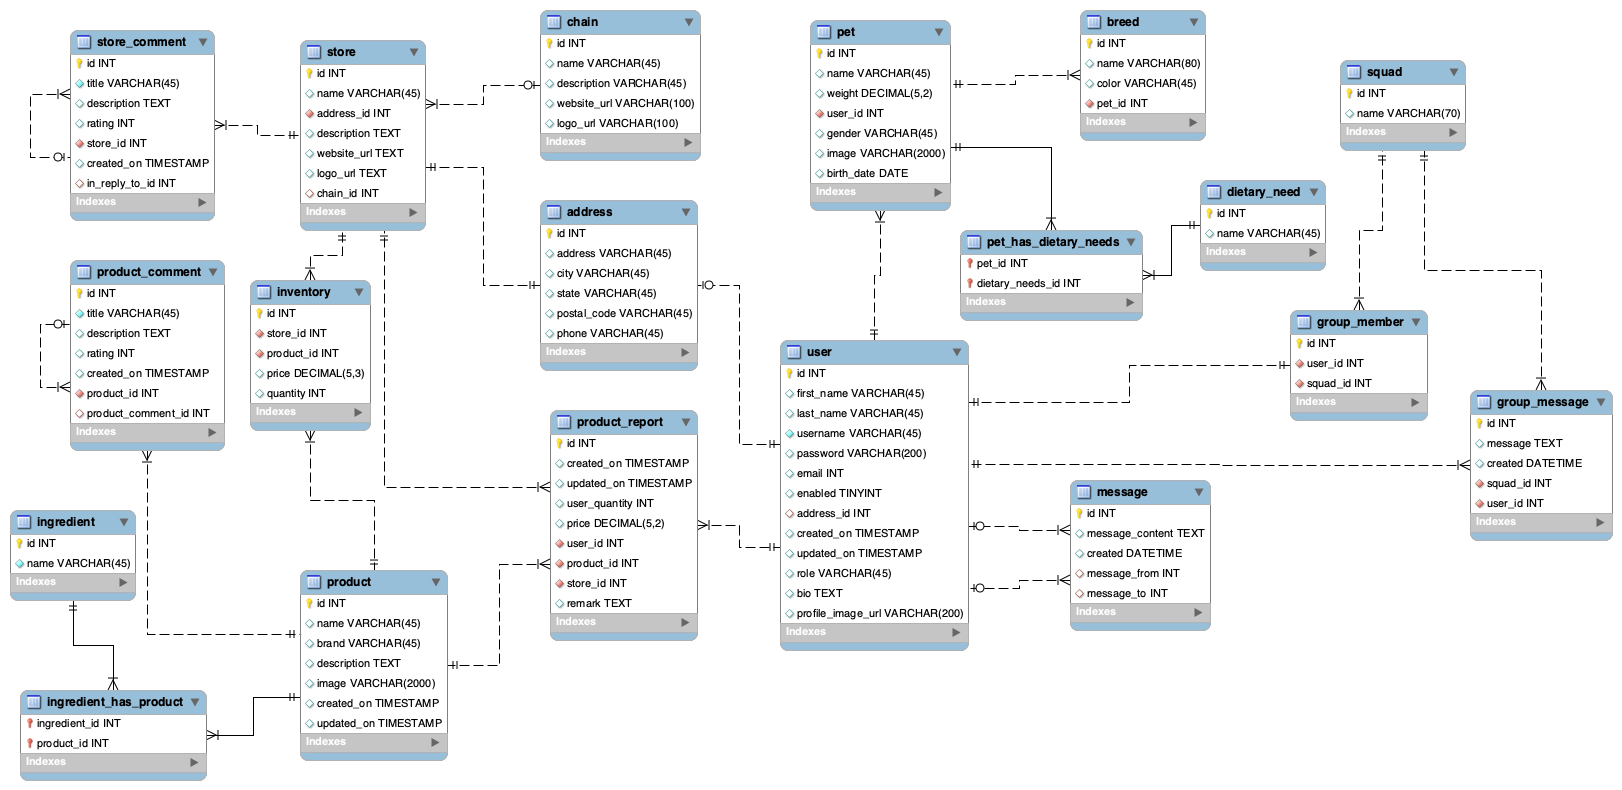 store_comment
id INT
title VARCHAR(45)
description TEXT
rating INT
store_id INT
created_on TIMESTAMP
in_reply_to_id INT
Indexes
store
id INT
name VARCHAR(45)
address_id INT
description TEXT
website_url TEXT
logo_url TEXT
chain_id INT
Indexes
chain
id INT
name VARCHAR(45)
description VARCHAR(45)
website_url VARCHAR(100)
logo_url VARCHAR(100)
Indexes
pet
id INT
name VARCHAR(45)
weight DECIMAL(5,2)
user_id INT
gender VARCHAR(45)
image VARCHAR(2000)
birth_date DATE
Indexes
breed
id INT
name VARCHAR(80)
color VARCHAR(45)
pet_id INT
Indexes
squad
id INT
name VARCHAR(70)
Indexes
dietary_need
id INT
name VARCHAR(45)
Indexes
address
id INT
address VARCHAR(45)
city VARCHAR(45)
state VARCHAR(45)
postal_code VARCHAR(45)
phone VARCHAR(45)
Indexes
pet_has_dietary_needs
pet_id INT
dietary_needs_id INT
Indexes
product_comment
id INT
title VARCHAR(45)
description TEXT
rating INT
created_on TIMESTAMP
product_id INT
product_comment_id INT
Indexes
inventory
id INT
store_id INT
product_id INT
price DECIMAL(5,3)
quantity INT
Indexes
group_member
id INT
user_id INT
squad_id INT
Indexes
user
id INT
first_name VARCHAR(45)
last_name VARCHAR(45)
username VARCHAR(45)
password VARCHAR(200)
email INT
enabled TINYINT
address_id INT
created_on TIMESTAMP
updated_on TIMESTAMP
role VARCHAR(45)
bio TEXT
profile_image_url VARCHAR(200)
Indexes
group_message
id INT
message TEXT
created DATETIME
squad_id INT
user_id INT
Indexes
product_report
id INT
created_on TIMESTAMP
updated_on TIMESTAMP
user_quantity INT
price DECIMAL(5,2)
user_id INT
product_id INT
store_id INT
remark TEXT
Indexes
message
id INT
message_content TEXT
created DATETIME
message_from INT
message_to INT
Indexes
ingredient
id INT
name VARCHAR(45)
Indexes
product
id INT
name VARCHAR(45)
brand VARCHAR(45)
description TEXT
image VARCHAR(2000)
created_on TIMESTAMP
updated_on TIMESTAMP
Indexes
ingredient_has_product
ingredient_id INT
product_id INT
Indexes